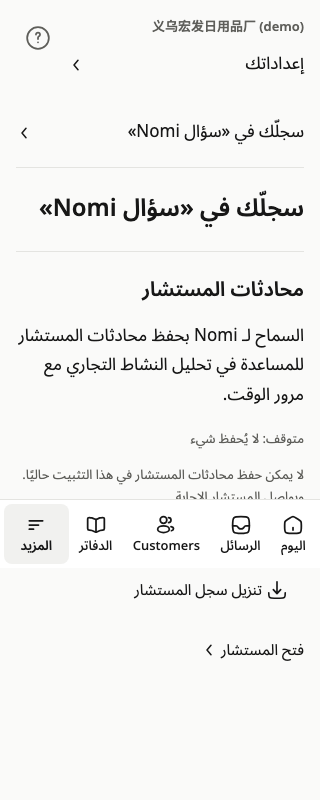 义乌宏发日用品厂 (demo)
إعداداتك
سجلّك في «سؤال Nomi»
سجلّك في «سؤال Nomi»
محادثات المستشار
السماح لـ Nomi بحفظ محادثات المستشار
للمساعدة في تحليل النشاط التجاري مع
مرور الوقت.
متوقف: لا يُحفظ شيء
لا يمكن حفظ محادثات المستشار في هذا التثبيت حاليًا.
ويواصل المستشار الإجابة
اليوم
الرسائل
Customers
الدفاتر
المزيد
تنزيل سجل المستشار
فتح المستشار